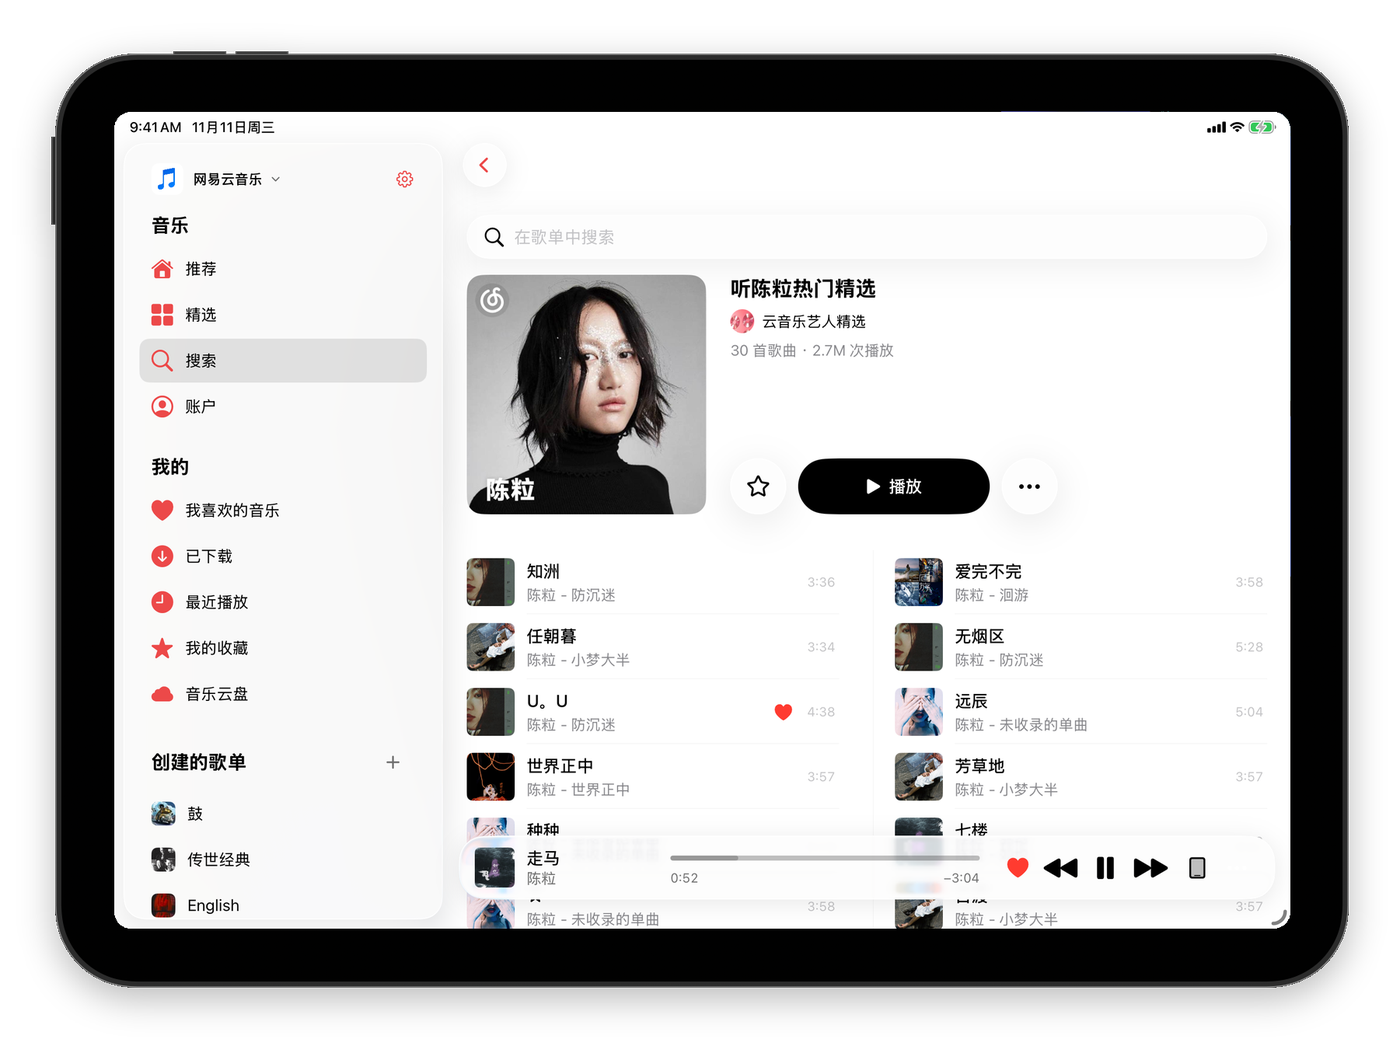 9:41 AM 11月11日周三
网易云音乐
音乐
推荐
精选
搜索
账户
我的
我喜欢的音乐
已下载
最近播放
我的收藏
音乐云盘
创建的歌单
鼓
传世经典
English
在歌单中搜索
陈粒
听陈粒热门精选
云音乐艺人精选
30 首歌曲 · 2.7M 次播放
播放
知洲
陈粒 - 防沉迷
3:36
任朝暮
陈粒 - 小梦大半
3:34
U。U
陈粒 - 防沉迷
4:38
世界正中
陈粒 - 世界正中
3:57
种种
陈粒 - 未收录的单曲
3:58
爱完不完
陈粒 - 洄游
3:58
无烟区
陈粒 - 防沉迷
5:28
远辰
陈粒 - 未收录的单曲
5:04
芳草地
陈粒 - 小梦大半
3:57
七楼
陈粒 - 小梦大半
3:57
走马
陈粒
0:52
-3:04